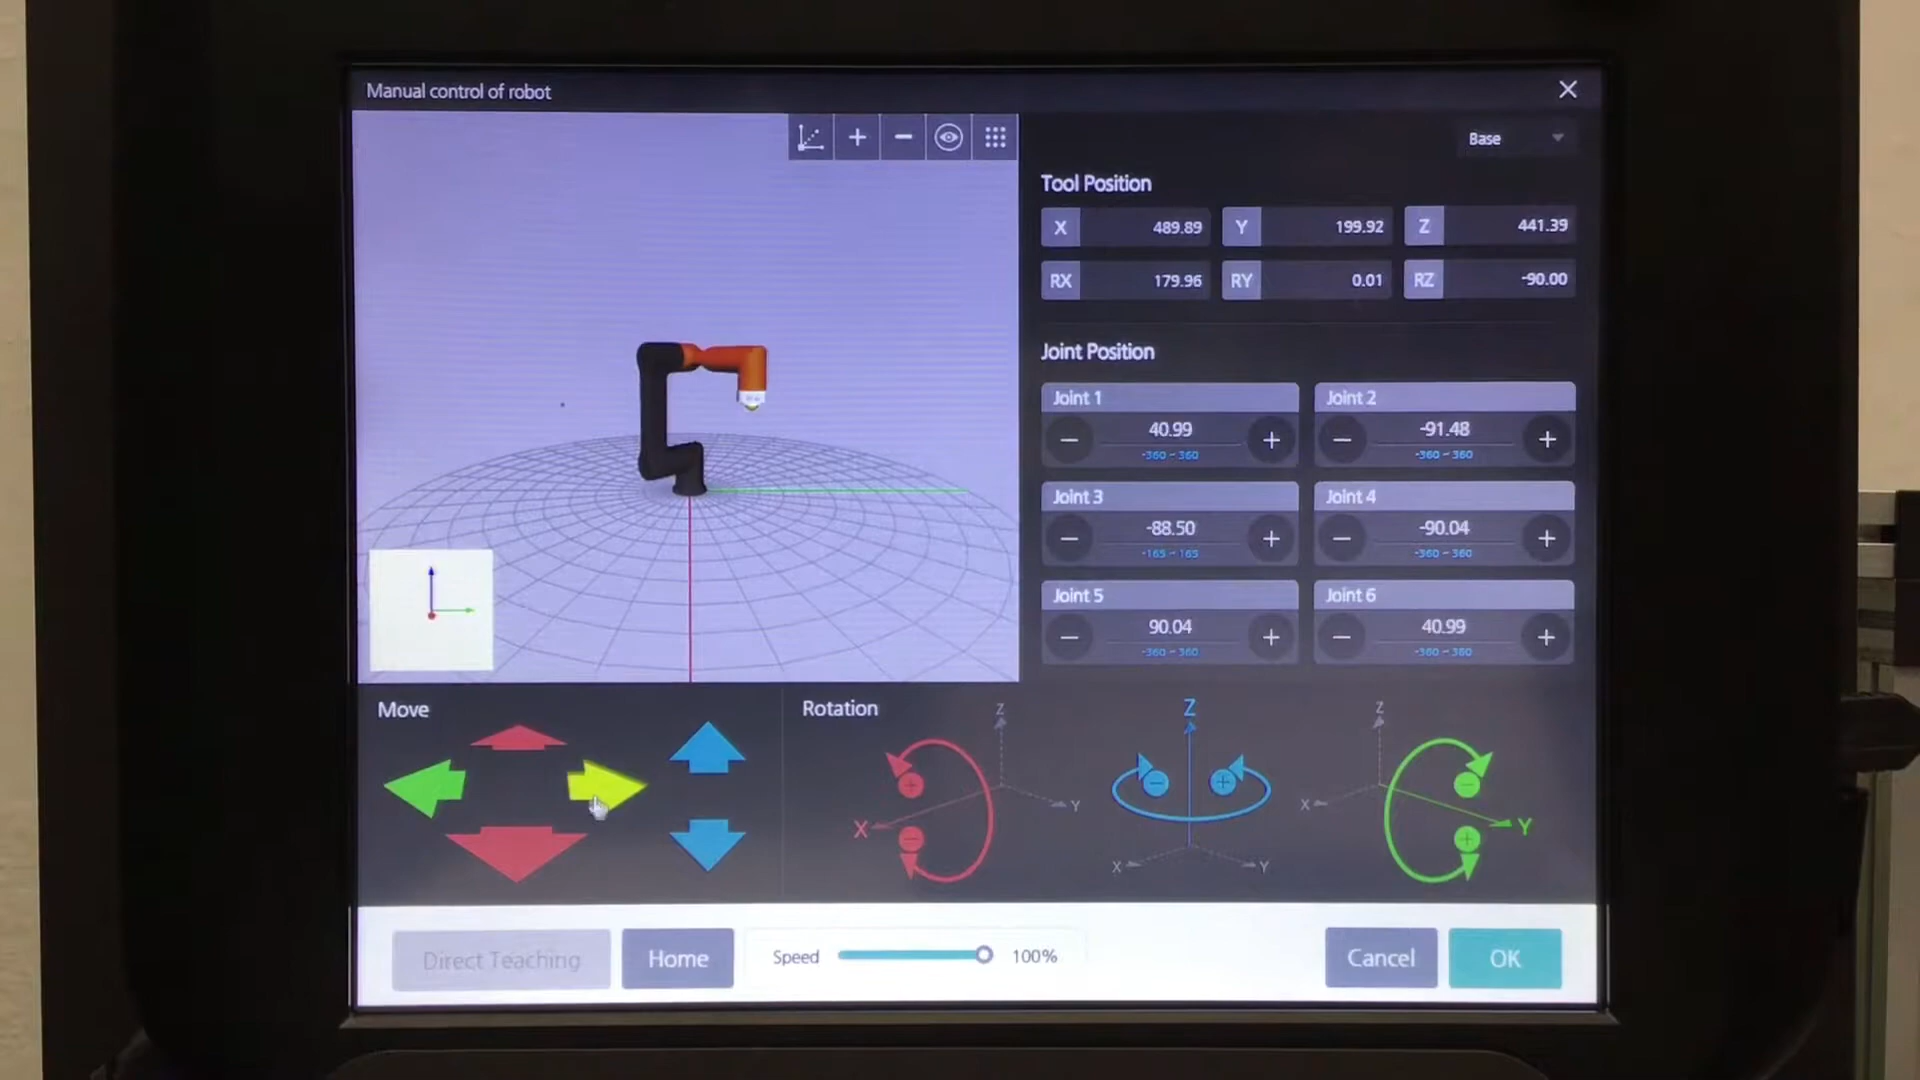 Manual control of robot
Base
Tool Position
X 489.89 Y 199.92 Z 441.39
RX 179.96 RY 0.01 RZ -90.00
Joint Position
Joint 1 Joint 2
40.99 -91.48
-360 ~ 360 -360 ~ 360
Joint 3 Joint 4
-88.50 -90.04
-165 ~ 165 -360 ~ 360
Joint 5 Joint 6
90.04 40.99
-360 ~ 360 -360 ~ 360
Move Rotation
Z Z Z
X Y X Y X Y
Direct Teaching Home Speed 100% Cancel OK